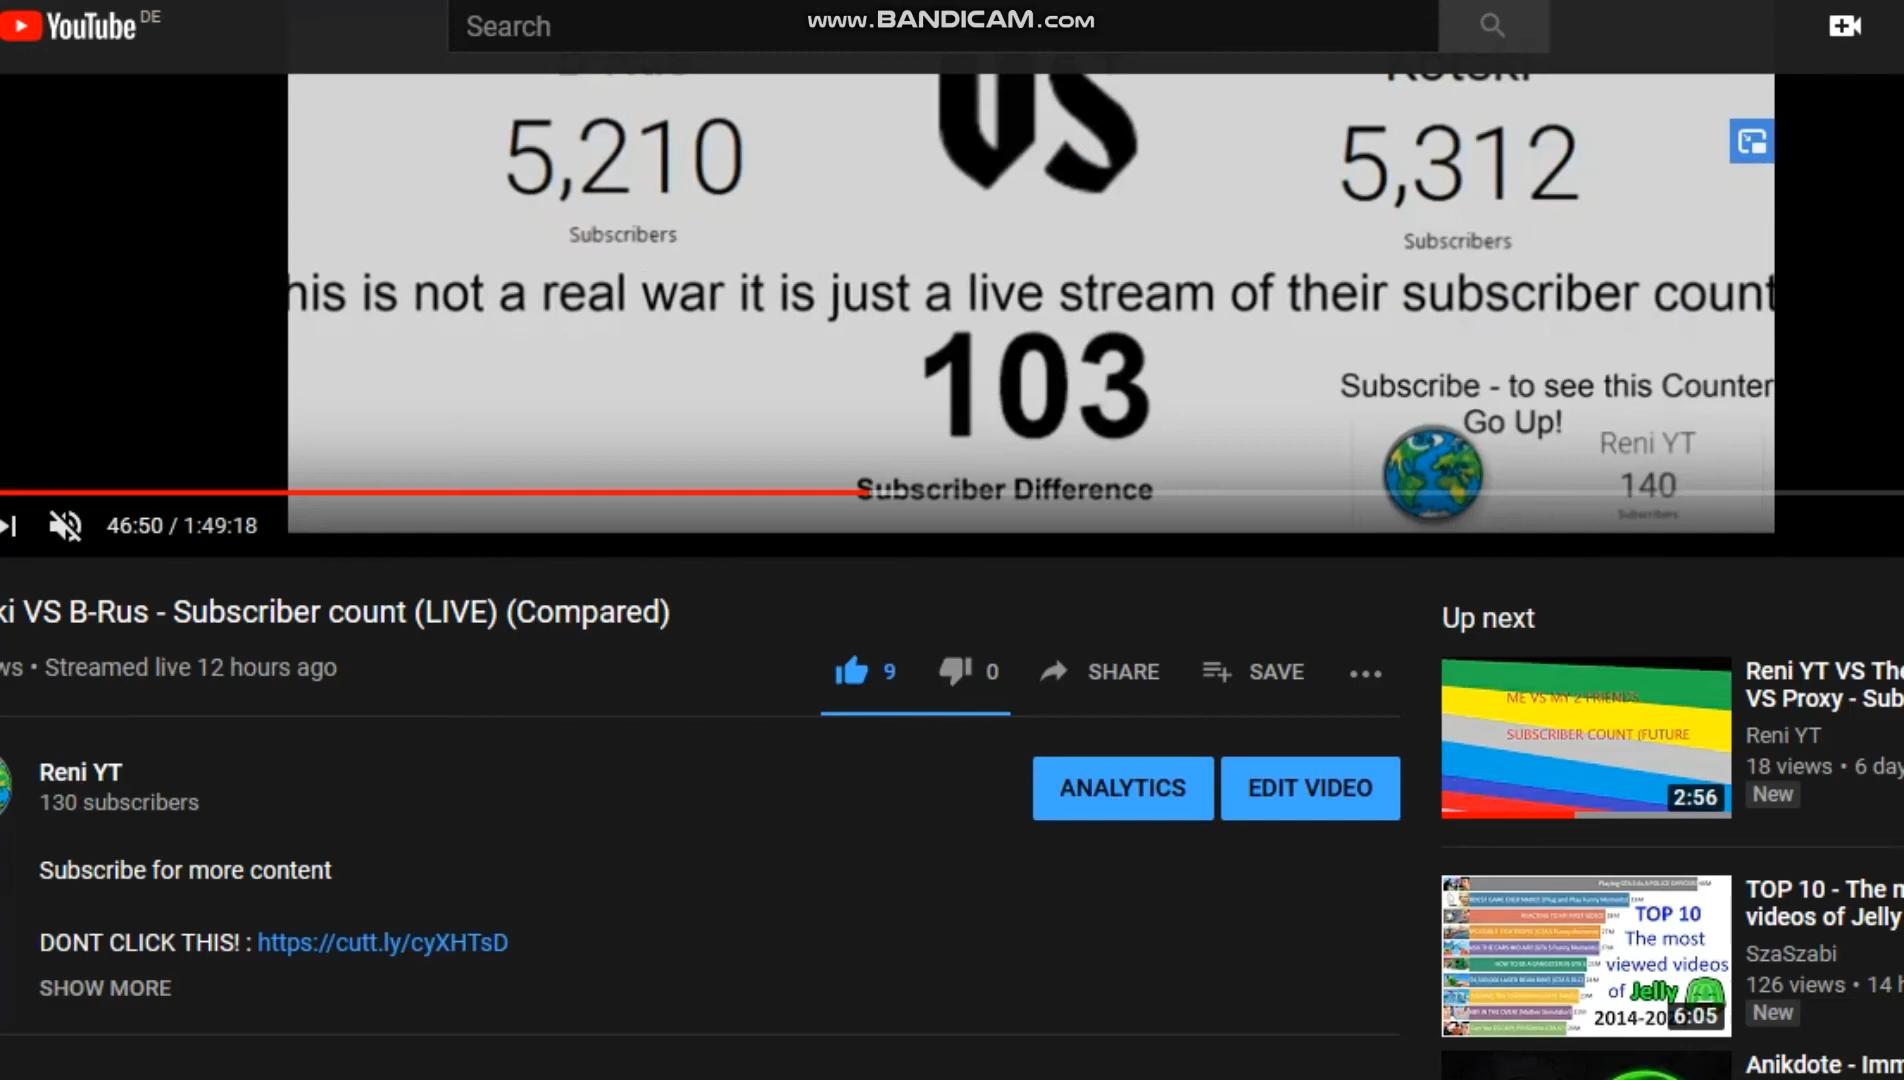 YouTube DE
Search
www.BANDICAM.com
VS
5,210
5,312
Subscribers
Subscribers
his is not a real war it is just a live stream of their subscriber count
103
Subscribe - to see this Counter
Go Up!
Reni YT
140
Subscribers
Subscriber Difference
46:50 / 1:49:18
ki VS B-Rus - Subscriber count (LIVE) (Compared)
ws • Streamed live 12 hours ago
9
0
SHARE
SAVE
Reni YT
130 subscribers
ANALYTICS
EDIT VIDEO
Subscribe for more content
DONT CLICK THIS! : https://cutt.ly/cyXHTsD
SHOW MORE
Up next
ME VS MY 2 FRIENDS
SUBSCRIBER COUNT (FUTURE
2:56
Reni YT VS The
VS Proxy - Sub
Reni YT
18 views • 6 day
New
TOP 10
The most
viewed videos
of Jelly
2014-20
6:05
TOP 10 - The m
videos of Jelly
SzaSzabi
126 views • 14 h
New
Anikdote - Imm